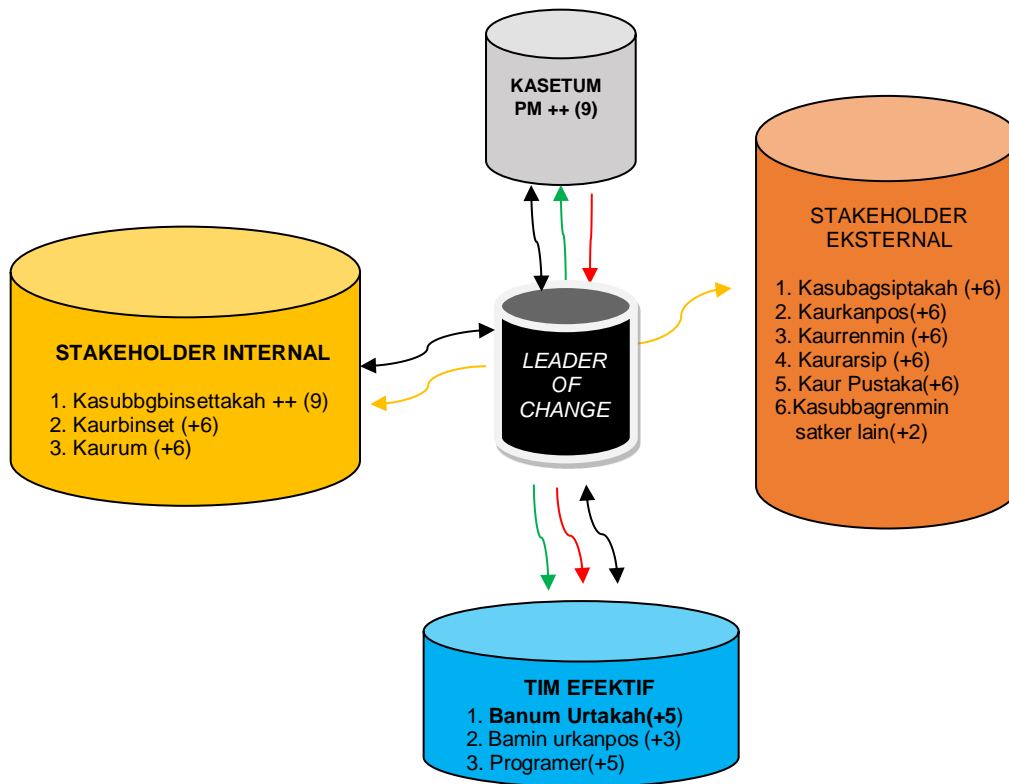 KASETUM
PM ++ (9)
STAKEHOLDER
EKSTERNAL
1. Kasubagsiptakah (+6)
2. Kaurkanpos(+6)
3. Kaurrenmin (+6)
4. Kaurarsip (+6)
5. Kaur Pustaka(+6)
6.Kasubbagrenmin
satker lain(+2)
STAKEHOLDER INTERNAL
1. Kasubbgbinsettakah ++ (9)
2. Kaurbinset (+6)
3. Kaurum (+6)
LEADER
OF
CHANGE
TIM EFEKTIF
1. Banum Urtakah(+5)
2. Bamin urkanpos (+3)
3. Programer(+5)